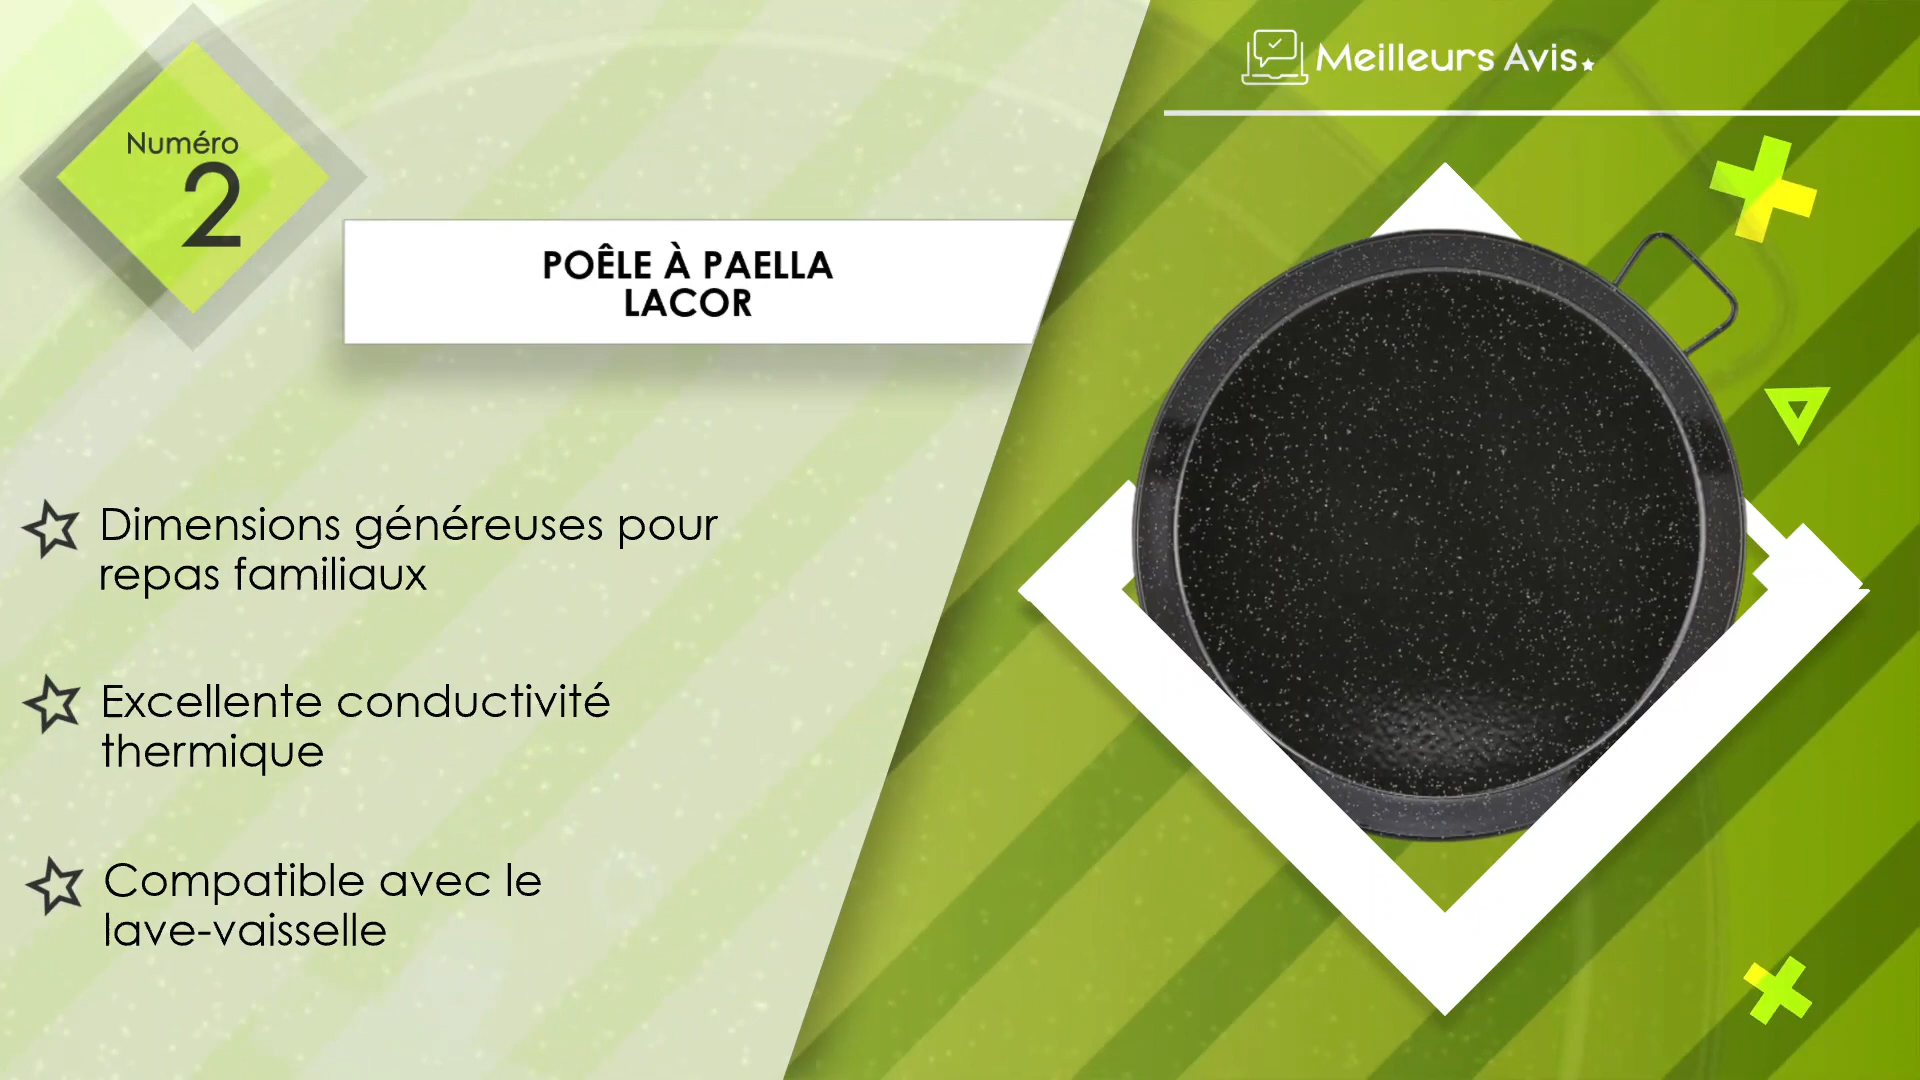 Numéro
2
Meilleurs Avis
POÊLE À PAELLA
LACOR
Dimensions généreuses pour
repas familiaux
Excellente conductivité
thermique
Compatible avec le
lave-vaisselle